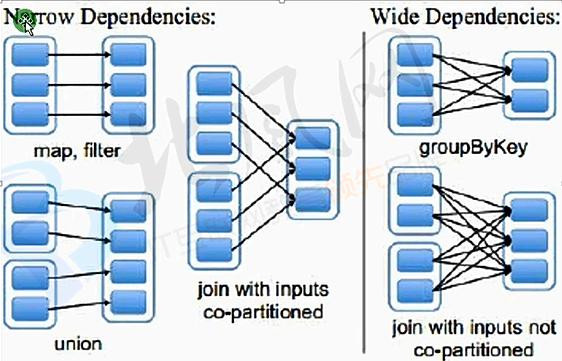 Narrow Dependencies:
Wide Dependencies:
map, filter
groupByKey
join with inputs
co-partitioned
union
join with inputs not
co-partitioned